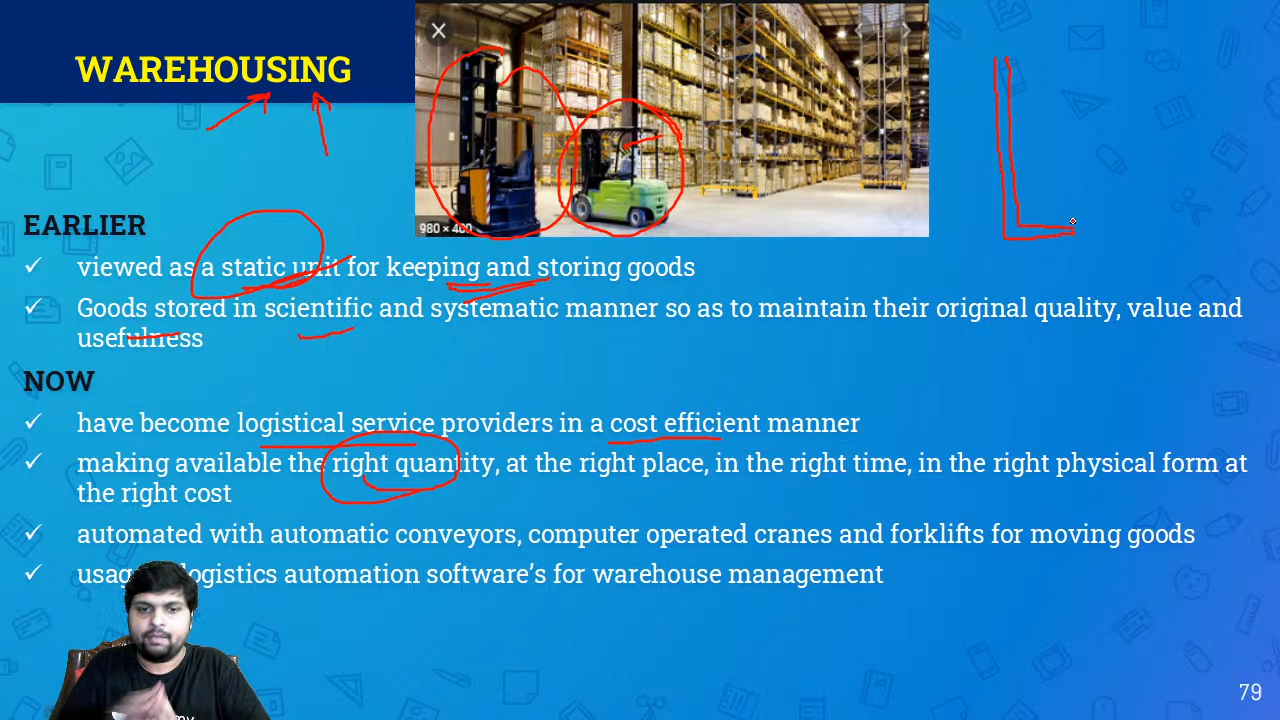 WAREHOUSING
980 × 400
EARLIER
viewed as a static unit for keeping and storing goods
Goods stored in scientific and systematic manner so as to maintain their original quality, value and
usefulness
NOW
have become logistical service providers in a cost efficient manner
making available the right quantity, at the right place, in the right time, in the right physical form at
the right cost
automated with automatic conveyors, computer operated cranes and forklifts for moving goods
logistics automation software's for warehouse management
79